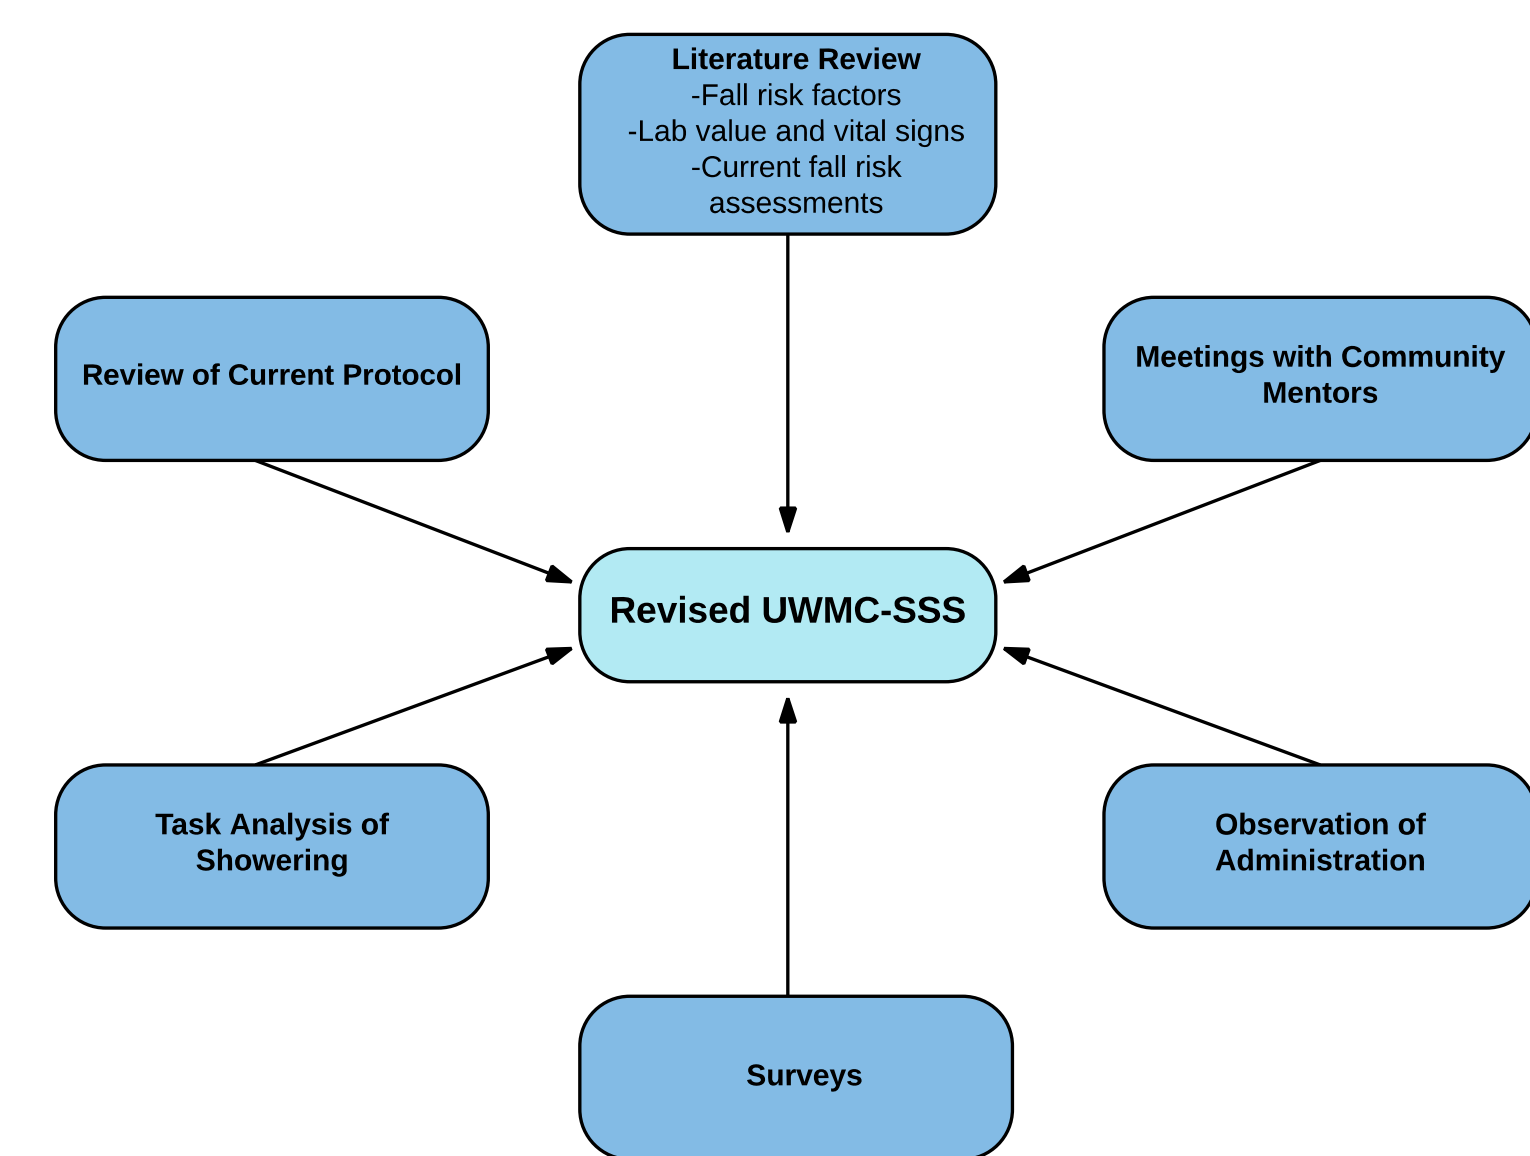 Literature Review
-Fall risk factors
-Lab value and vital signs
-Current fall risk
assessments
Review of Current Protocol
Meetings with Community
Mentors
Revised UWMC-SSS
Task Analysis of
Showering
Observation of
Administration
Surveys